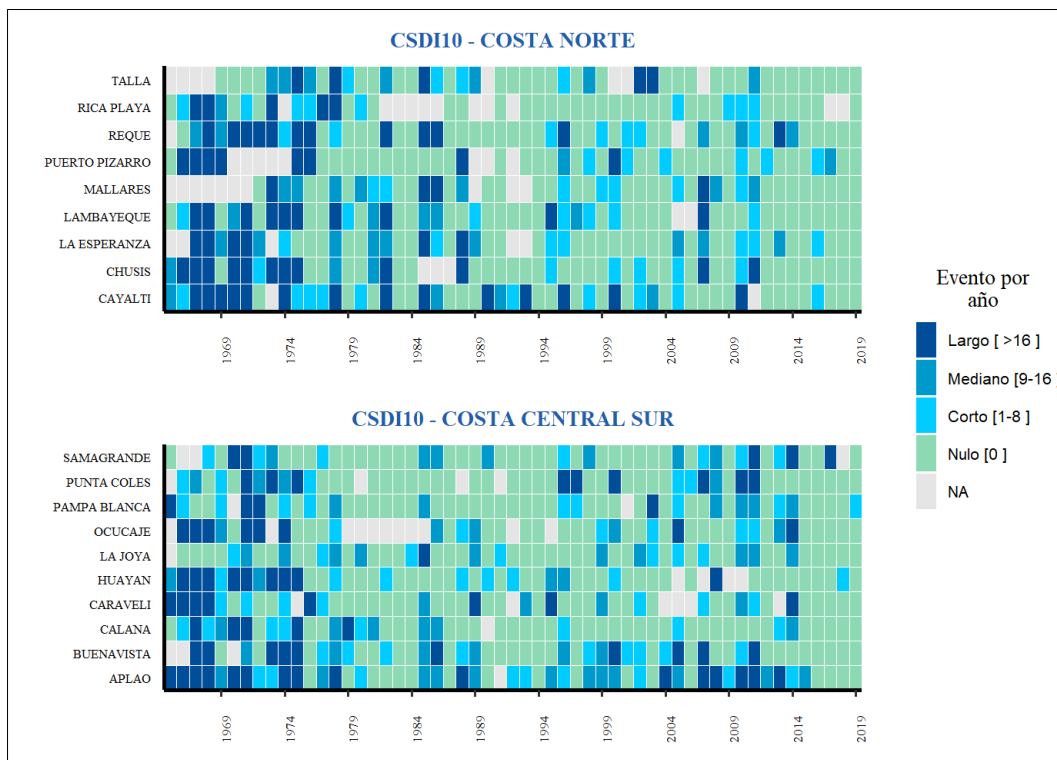 CSDI10 - COSTA NORTE
TALLA
RICA PLAYA
REQUE
PUERTO PIZARRO
MALLARES
LAMBAYEQUE
LA ESPERANZA
CHUSIS
CAYALTI
1969 1974 1979 1984 1989 1994 1999 2004 2009 2014 2019
CSDI10 - COSTA CENTRAL SUR
SAMAGRANDE
PUNTA COLES
PAMPA BLANCA
OCUCAJE
LA JOYA
HUAYAN
CARAVELI
CALANA
BUENAVISTA
APLAO
1969 1974 1979 1984 1989 1994 1999 2004 2009 2014 2019
Evento por
año
Largo [ >16 ]
Mediano [9-16 ]
Corto [1-8 ]
Nulo [0 ]
NA